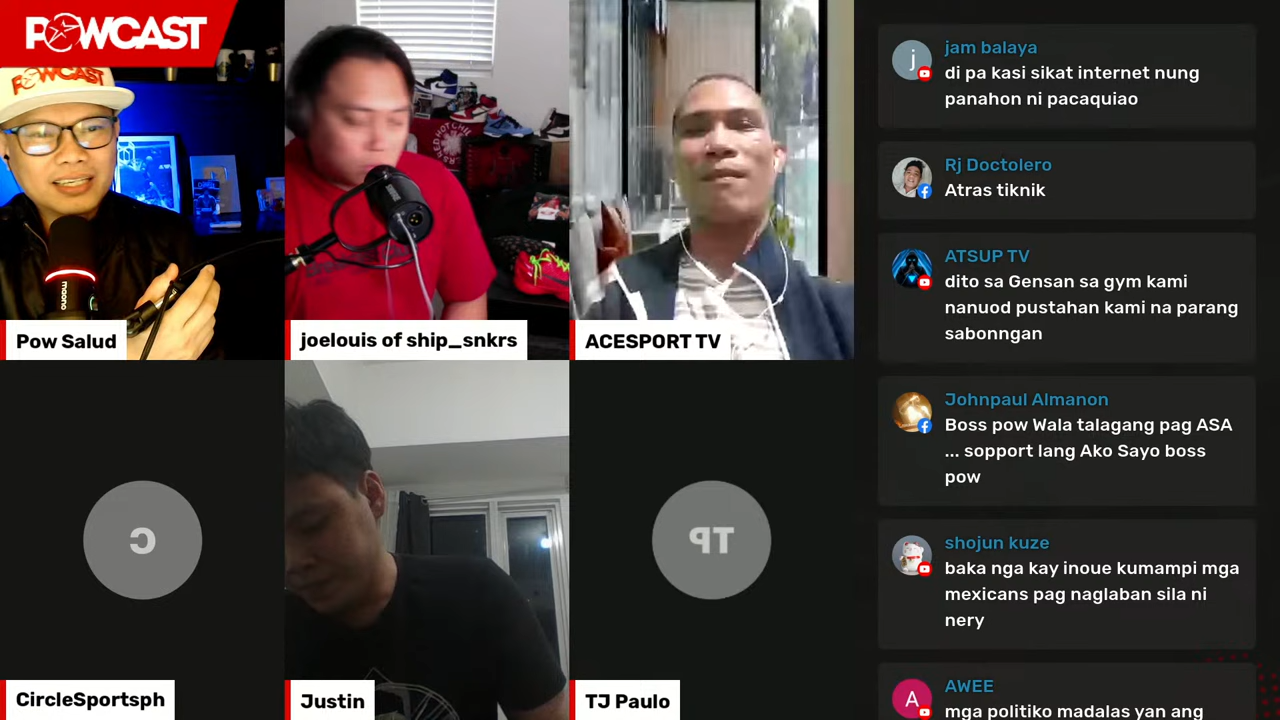 POWCAST
POWCAST
maono
Pow Salud
RED HOT CHILI
joelouis of ship_snkrs
ACESPORT TV
C
CircleSportsph
Justin
TP
TJ Paulo
j
jam balaya
di pa kasi sikat internet nung
panahon ni pacaquiao
Rj Doctolero
Atras tiknik
ATSUP TV
dito sa Gensan sa gym kami
nanuod pustahan kami na parang
sabonngan
Johnpaul Almanon
Boss pow Wala talagang pag ASA
... sopport lang Ako Sayo boss
pow
shojun kuze
baka nga kay inoue kumampi mga
mexicans pag naglaban sila ni
nery
A
AWEE
mga politiko madalas yan ang